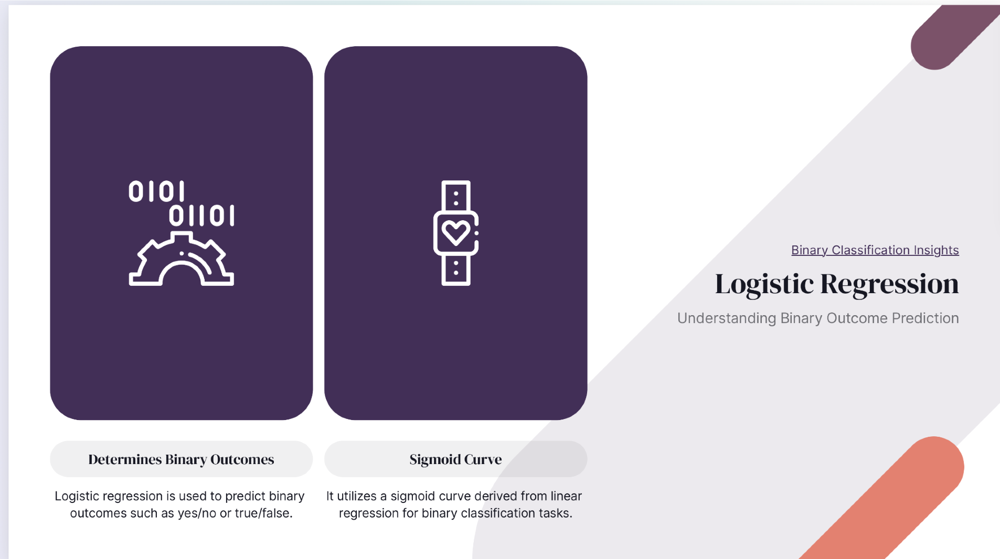 0101
01101
Determines Binary Outcomes
Logistic regression is used to predict binary
outcomes such as yes/no or true/false.
Sigmoid Curve
It utilizes a sigmoid curve derived from linear
regression for binary classification tasks.
Binary Classification Insights
Logistic Regression
Understanding Binary Outcome Prediction